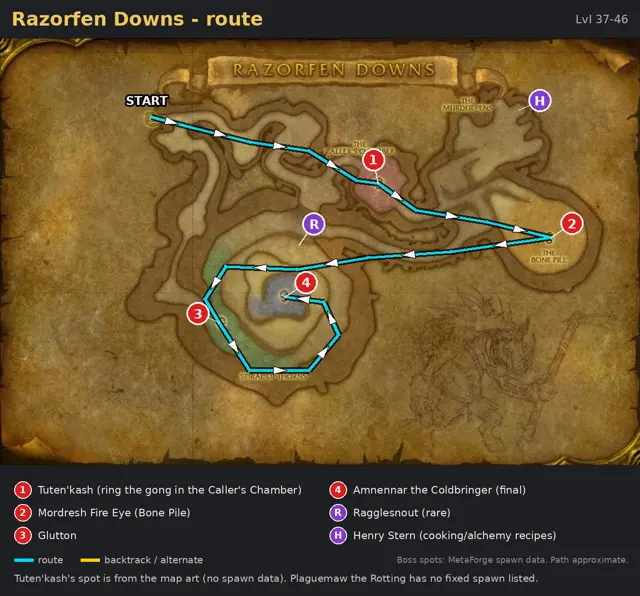 Razorfen Downs - route
Lvl 37-46
RAZORFEN DOWNS
START
THE MURDER PENS
H
THE CALLER'S CHAMBER
1
R
2
THE BONE PILE
4
3
SPIRAL OF THORNS
1 Tuten'kash (ring the gong in the Caller's Chamber)
2 Mordresh Fire Eye (Bone Pile)
3 Glutton
4 Amnennar the Coldbringer (final)
R Ragglesnout (rare)
H Henry Stern (cooking/alchemy recipes)
route
backtrack / alternate
Boss spots: MetaForge spawn data. Path approximate.
Tuten'kash's spot is from the map art (no spawn data). Plaguemaw the Rotting has no fixed spawn listed.